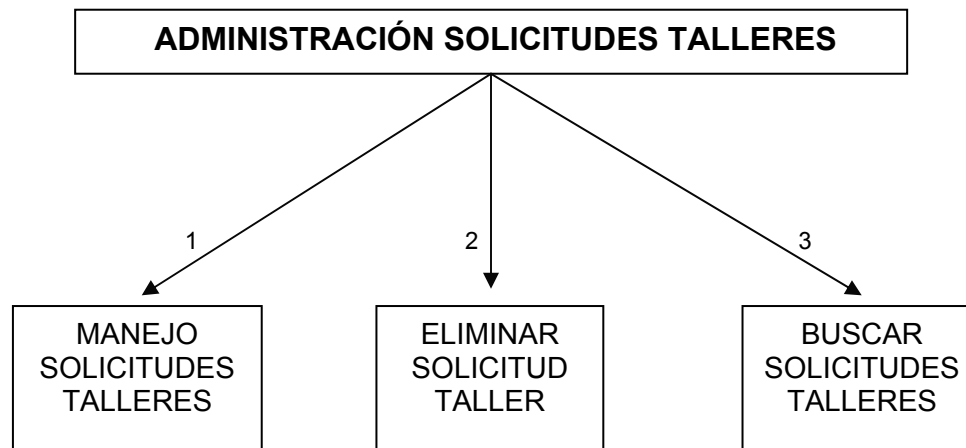 ADMINISTRACIÓN SOLICITUDES TALLERES
1
2
3
MANEJO
SOLICITUDES
TALLERES
ELIMINAR
SOLICITUD
TALLER
BUSCAR
SOLICITUDES
TALLERES